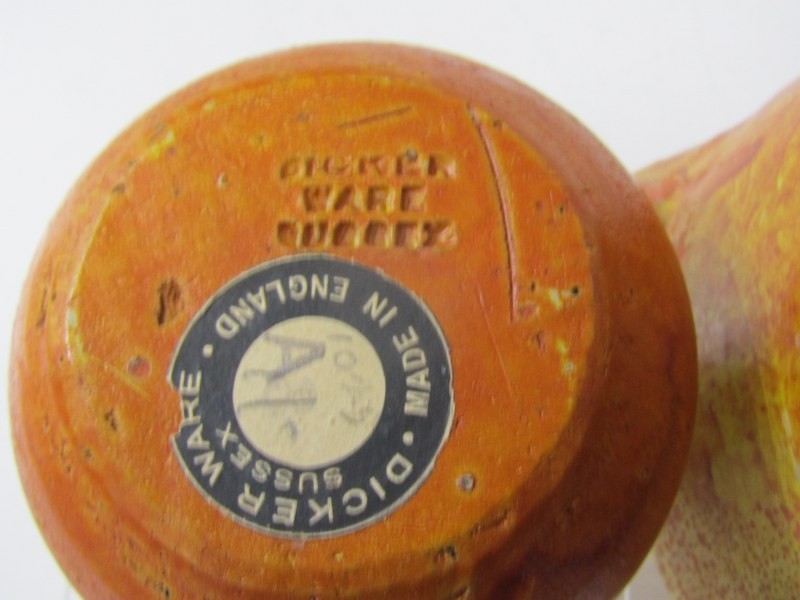 DICKER
WARE
SUSSEX
DICKER WARE • MADE IN ENGLAND •
SUSSEX